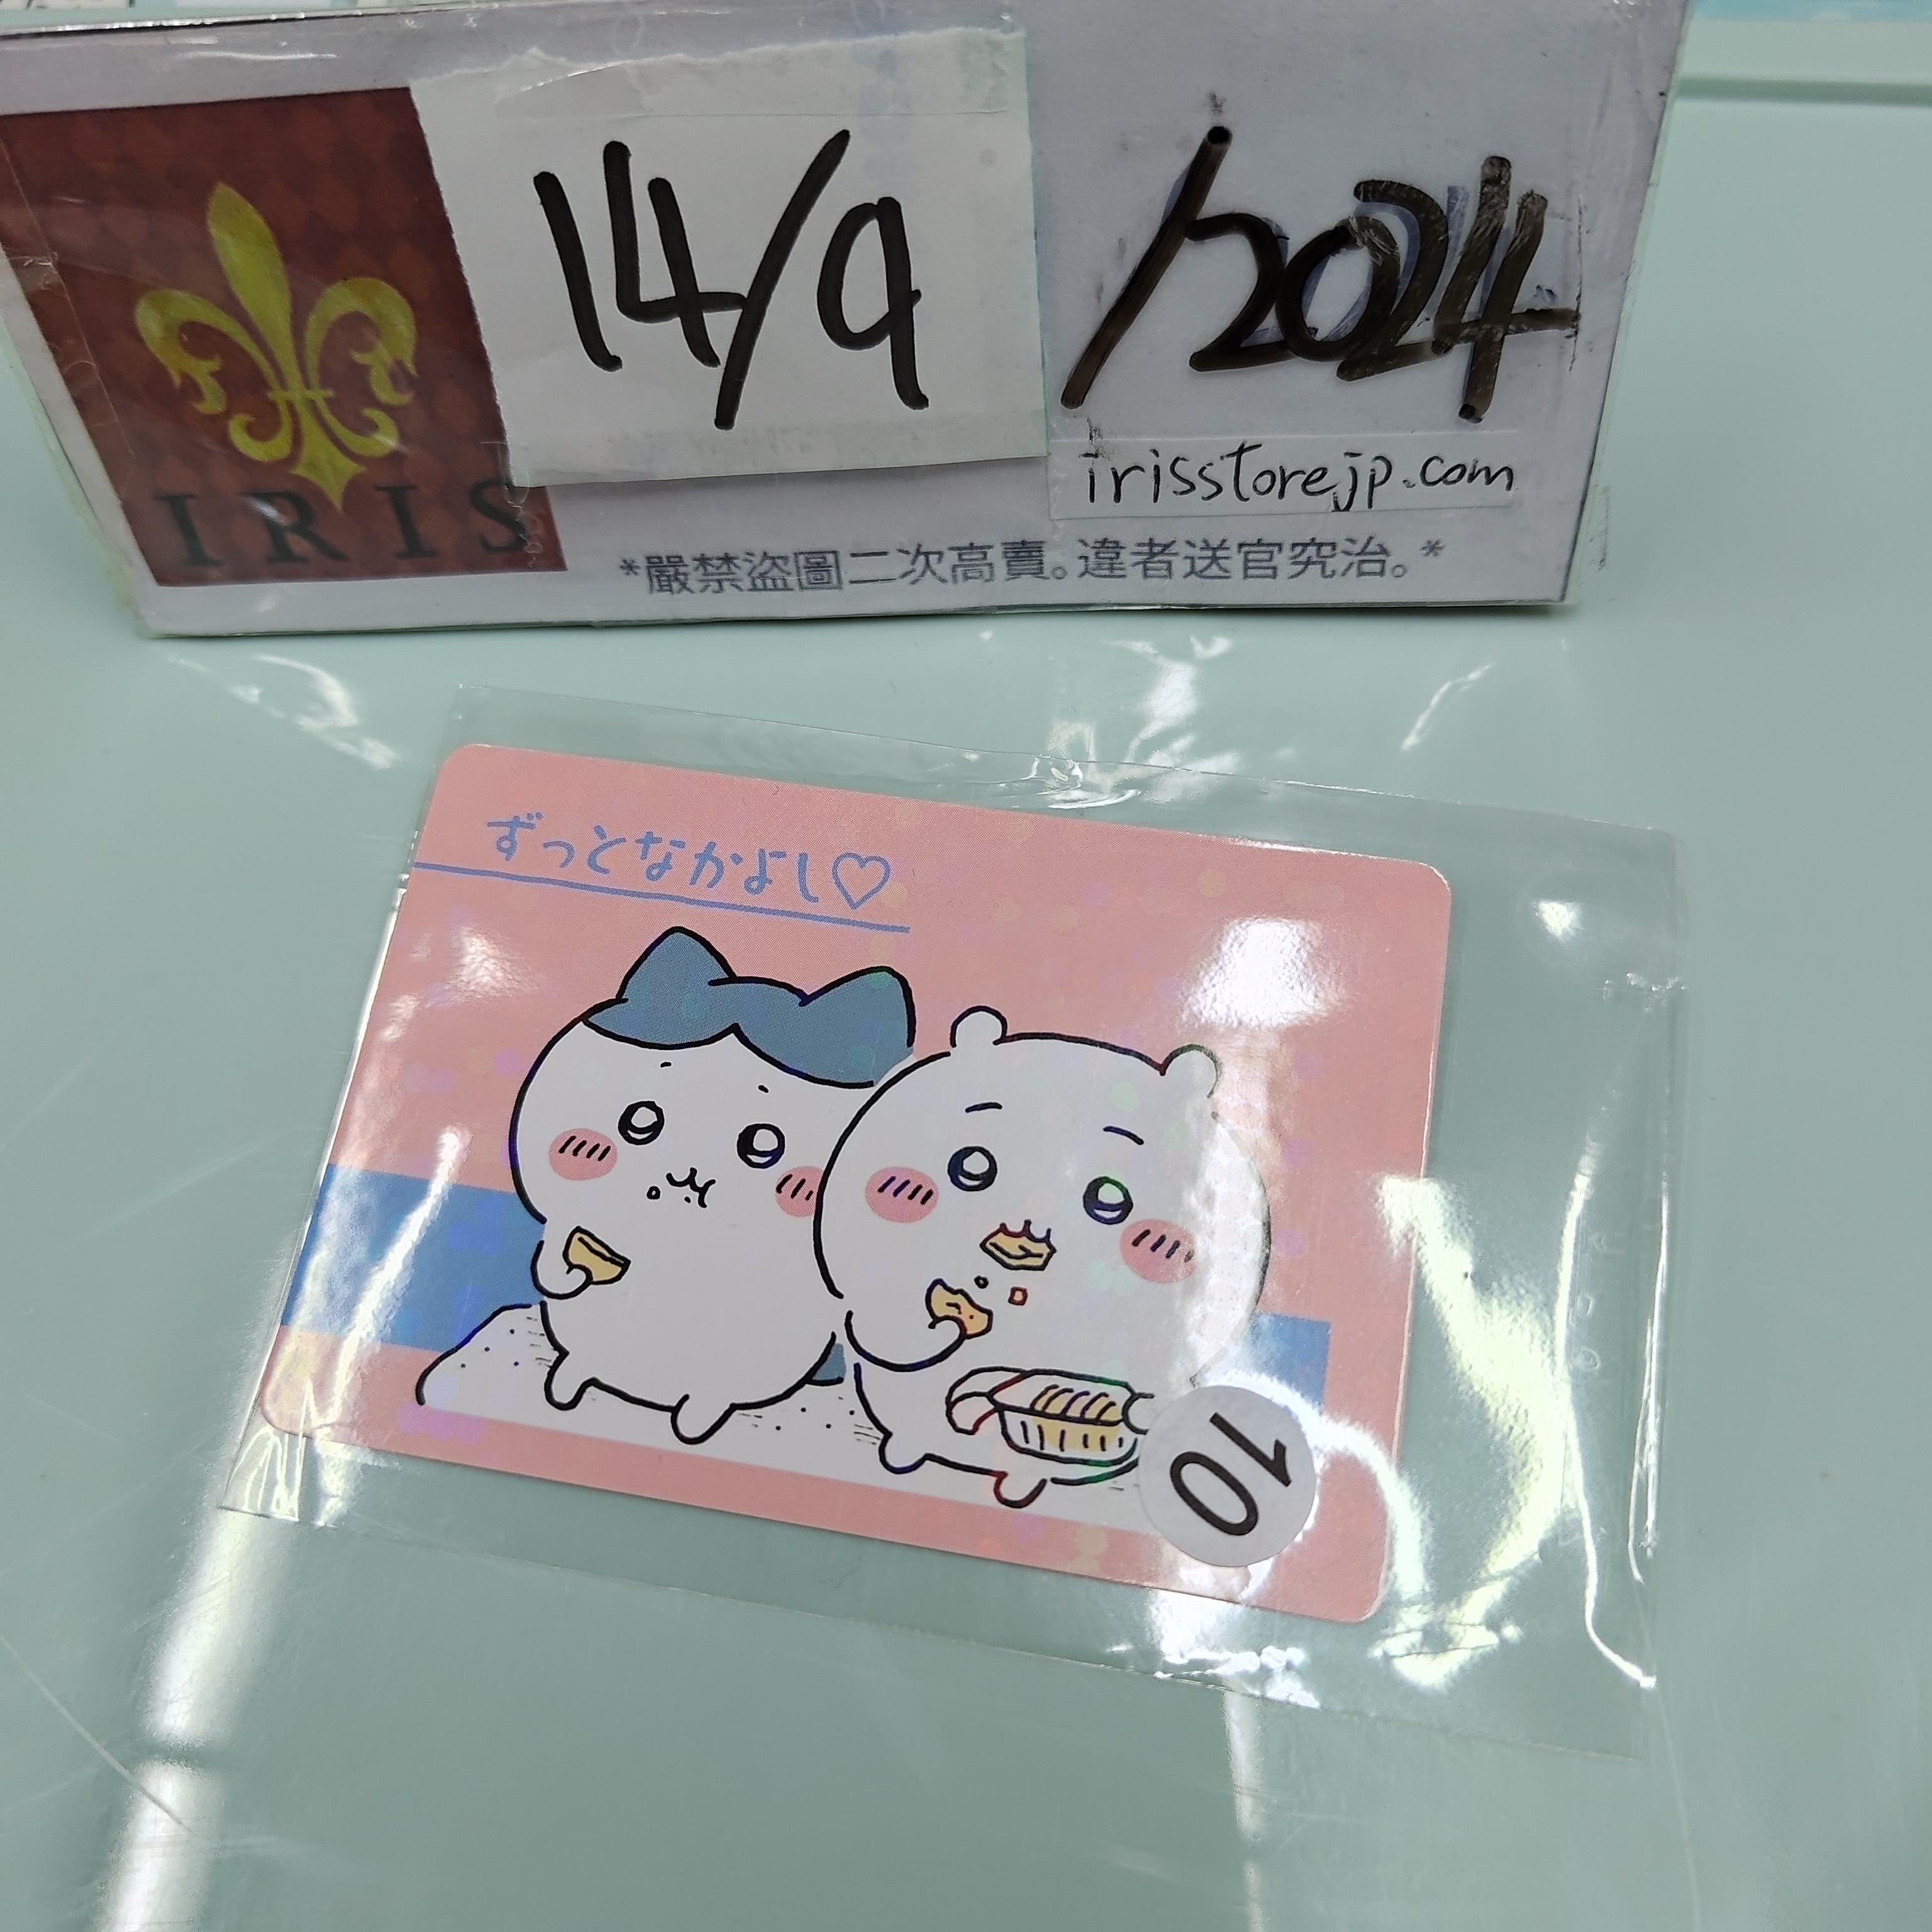 14/9/2024
IRIS
irisstorejp.com
*嚴禁盜圖二次高賣。違者送官究治。*
ずっとなかよし♡
10